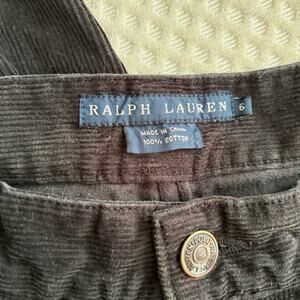 RALPH LAUREN 6
MADE IN CHINA
100% COTTON